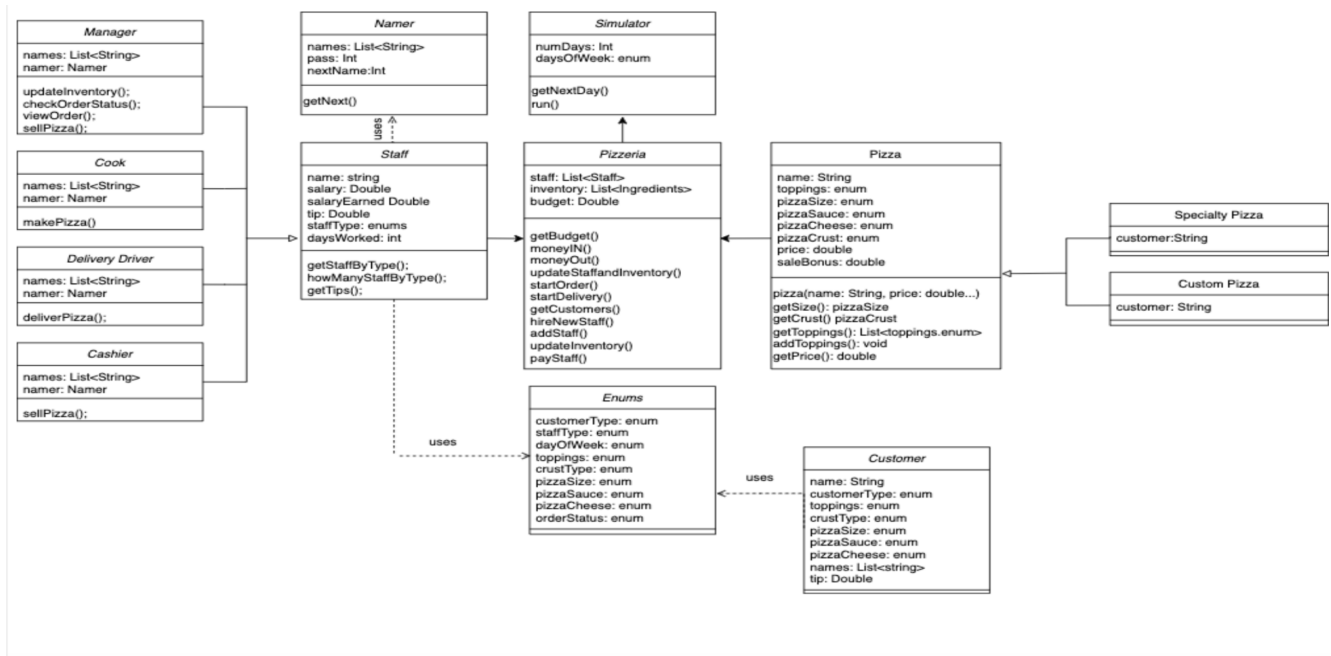 Manager
names: List<String>
namer: Namer
updateInventory();
checkOrderStatus();
viewOrder();
sellPizza();
Cook
names: List<String>
namer: Namer
makePizza()
Delivery Driver
names: List<String>
namer: Namer
deliverPizza();
Cashier
names: List<String>
namer: Namer
sellPizza();
Namer
names: List<String>
pass: Int
nextName:Int
getNext()
uses
Staff
name: string
salary: Double
salaryEarned Double
tip: Double
staffType: enums
daysWorked: int
getStaffByType();
howManyStaffByType();
getTips();
uses
Simulator
numDays: Int
daysOfWeek: enum
getNextDay()
run()
Pizzeria
staff: List<Staff>
inventory: List<Ingredients>
budget: Double
getBudget()
moneyIN()
moneyOut()
updateStaffandInventory()
startOrder()
startDelivery()
getCustomers()
hireNewStaff()
addStaff()
updateInventory()
payStaff()
Enums
customerType: enum
staffType: enum
dayOfWeek: enum
toppings: enum
crustType: enum
pizzaSize: enum
pizzaSauce: enum
pizzaCheese: enum
orderStatus: enum
Pizza
name: String
toppings: enum
pizzaSize: enum
pizzaSauce: enum
pizzaCheese: enum
pizzaCrust: enum
price: double
saleBonus: double
pizza(name: String, price: double...)
getSize(): pizzaSize
getCrust() pizzaCrust
getToppings(): List<toppings.enum>
addToppings(): void
getPrice(): double
uses
Customer
name: String
customerType: enum
toppings: enum
crustType: enum
pizzaSize: enum
pizzaSauce: enum
pizzaCheese: enum
names: List<string>
tip: Double
Specialty Pizza
customer:String
Custom Pizza
customer: String